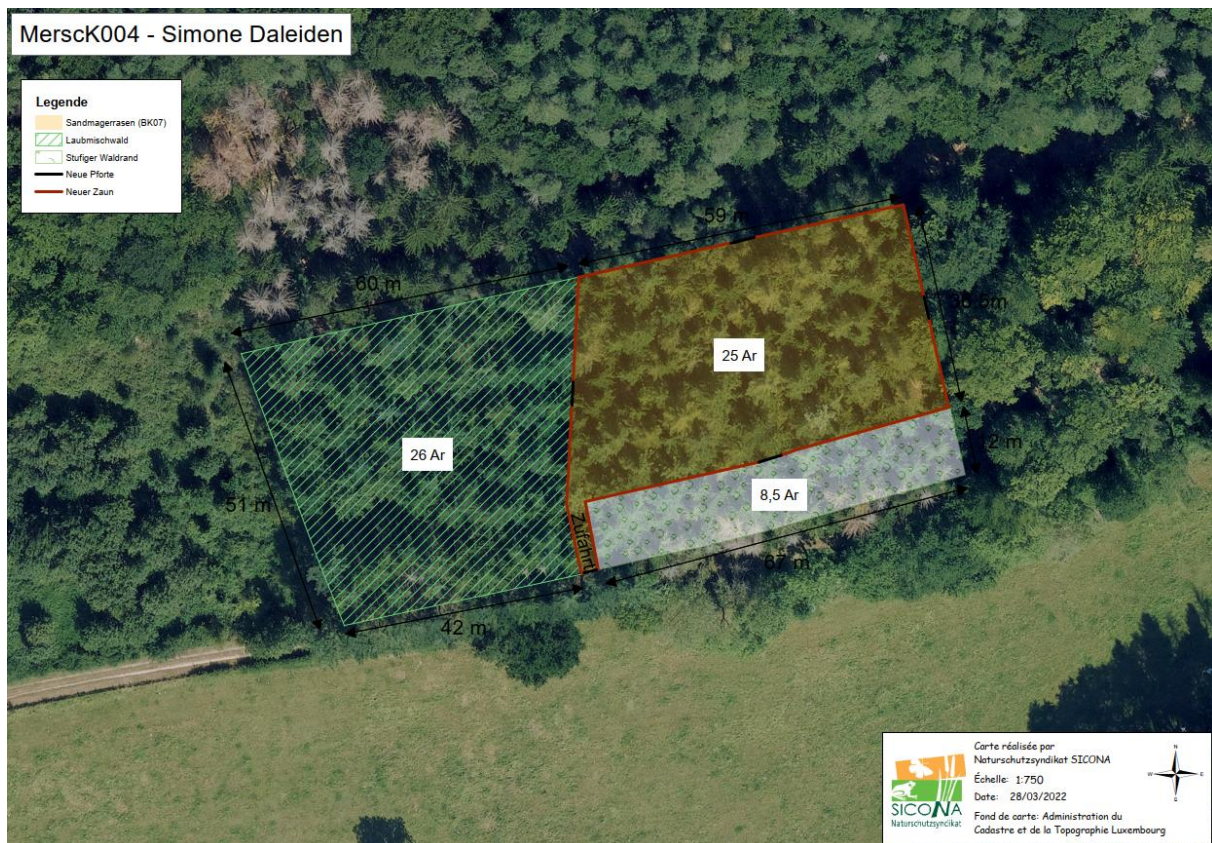 MerscK004 - Simone Daleiden
Legende
Sandmagerrasen (BK07)
Laubmischwald
Stufiger Waldrand
Neue Pforte
Neuer Zaun
59 m
60 m
25 Ar
26 Ar
51 m
8,5 Ar
Zufahrt
67 m
42 m
Carte réalisée par
Naturschutzsyndikat SICONA
Échelle: 1:750
Date: 28/03/2022
Fond de carte: Administration du
Cadastre et de la Topographie Luxembourg
N
W
E
S
SICONA
Naturschutzsyndikat